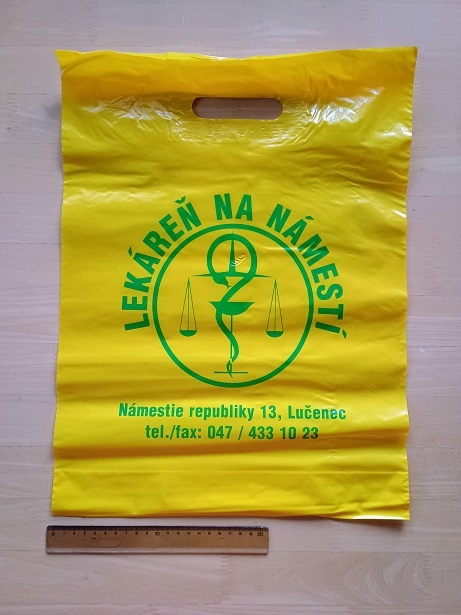 LEKÁREŇ NA NÁMESTÍ
Námestie republiky 13, Lučenec
tel./fax: 047 / 433 10 23